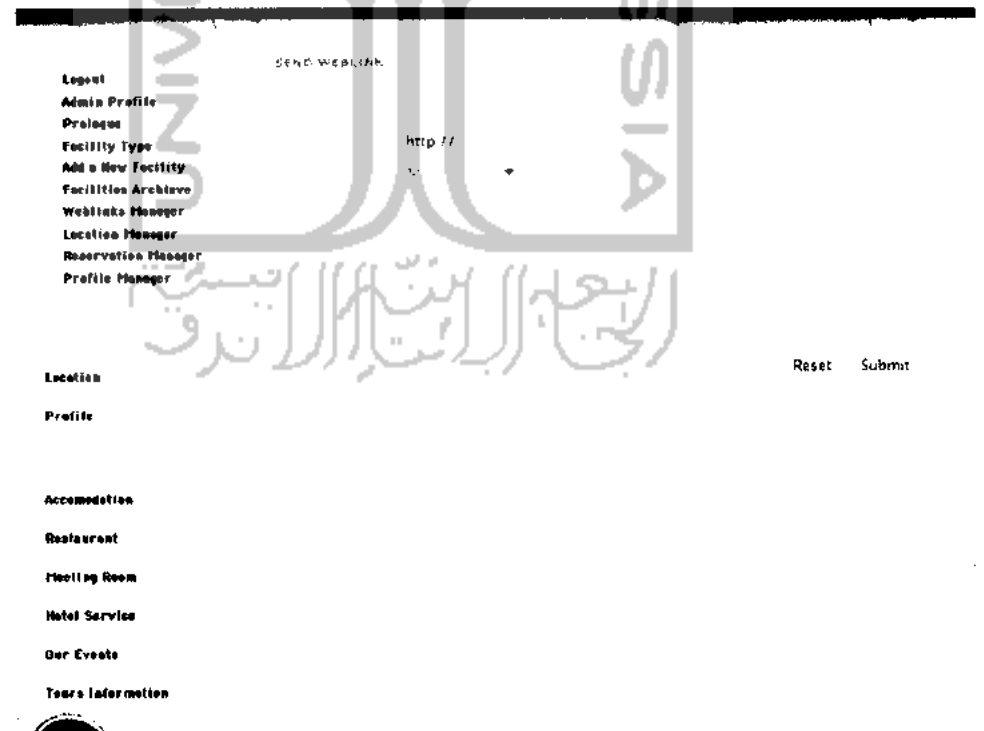 SEND WEBLINK
Logout
Admin Profile
Prologue
Facility Type
http //
Add a New Facility
Facilities Archieve
Weblinks Manager
Location Manager
Reservation Manager
Profile Manager
Reset Submit
Location
Profile
Accomodation
Restaurant
Meeting Room
Hotel Service
Our Events
Tours Information